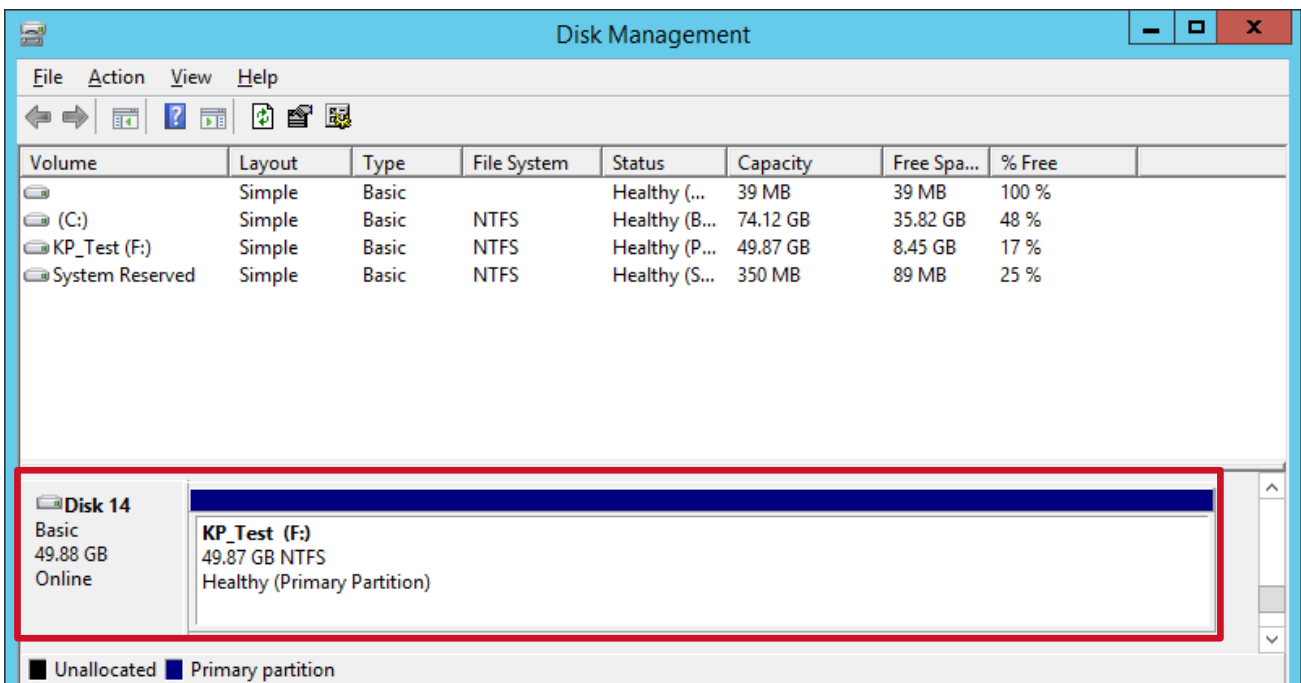 Disk Management
File Action View Help
Volume Layout Type File System Status Capacity Free Spa... % Free
Simple Basic Healthy (... 39 MB 39 MB 100 %
(C:) Simple Basic NTFS Healthy (B... 74.12 GB 35.82 GB 48 %
KP_Test (F:) Simple Basic NTFS Healthy (P... 49.87 GB 8.45 GB 17 %
System Reserved Simple Basic NTFS Healthy (S... 350 MB 89 MB 25 %
Disk 14
Basic
49.88 GB
Online
KP_Test (F:)
49.87 GB NTFS
Healthy (Primary Partition)
Unallocated Primary partition